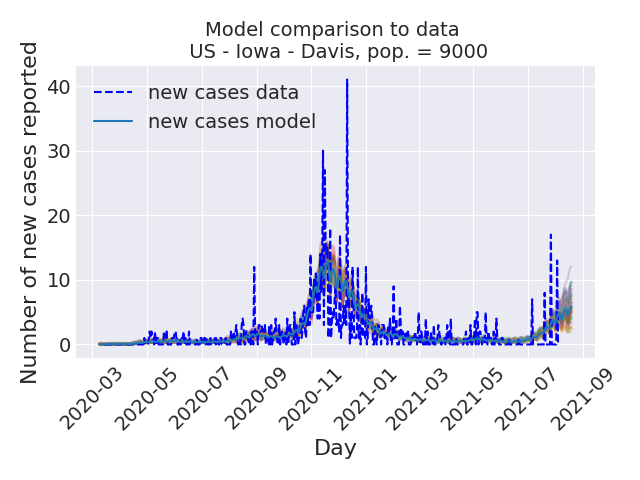 Model comparison to data
US - Iowa - Davis, pop. = 9000
Number of new cases reported
40
30
20
10
0
new cases data
new cases model
2020-03
2020-05
2020-07
2020-09
2020-11
2021-01
2021-03
2021-05
2021-07
2021-09
Day